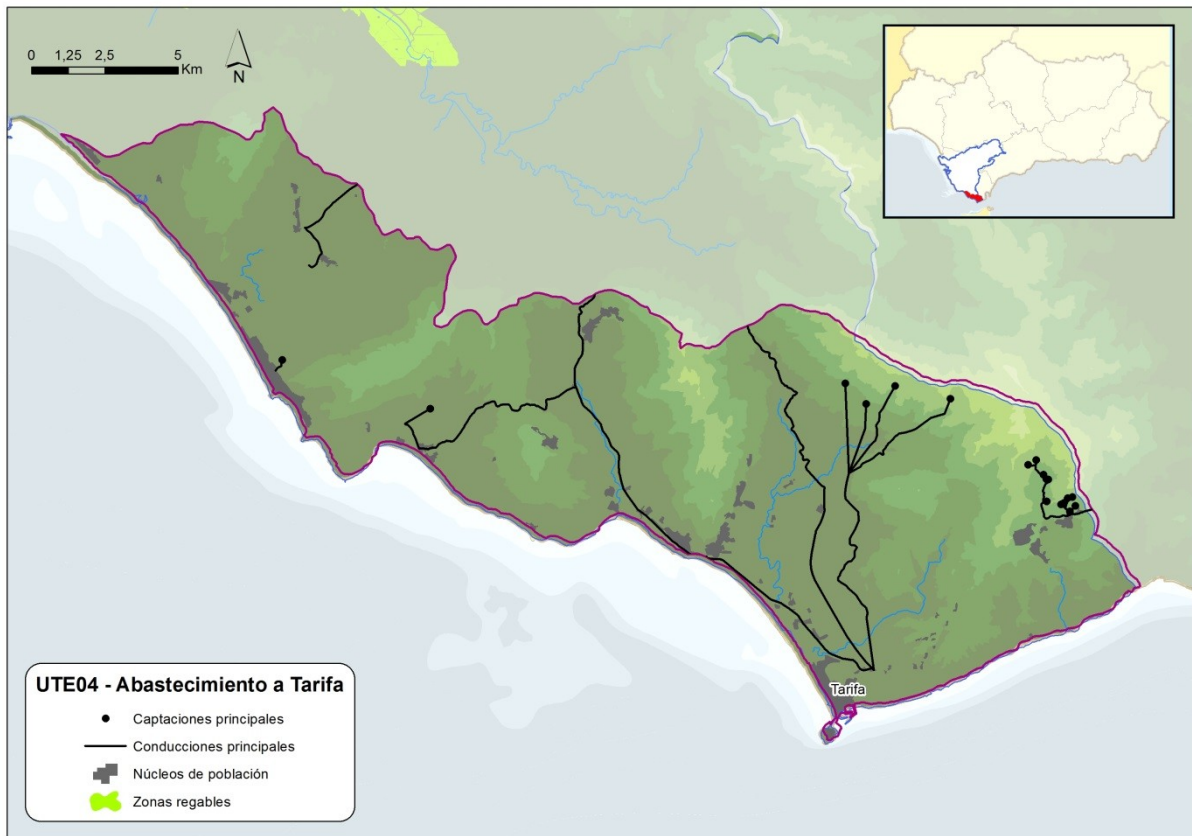 0 1,25 2,5 5
Km
N
Tarifa
UTE04 - Abastecimiento a Tarifa
Captaciones principales
Conducciones principales
Núcleos de población
Zonas regables